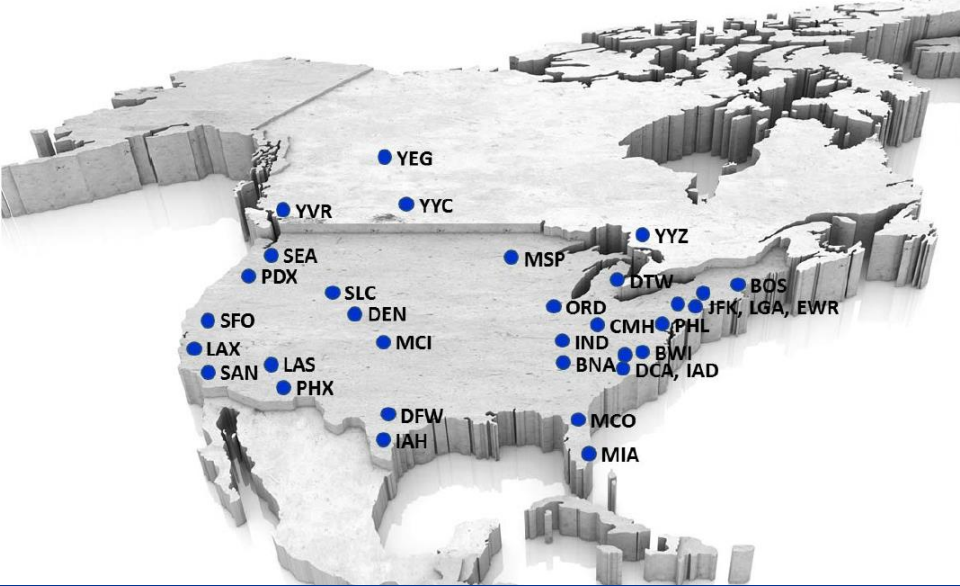 YEG
YYC
YVR
YYZ
SEA
MSP
PDX
DTW
BOS
SLC
ORD
JFK, LGA, EWR
DEN
SFO
CMH
PHL
MCI
IND
LAX
BWI
LAS
BNA
DCA, IAD
SAN
PHX
DFW
MCO
IAH
MIA